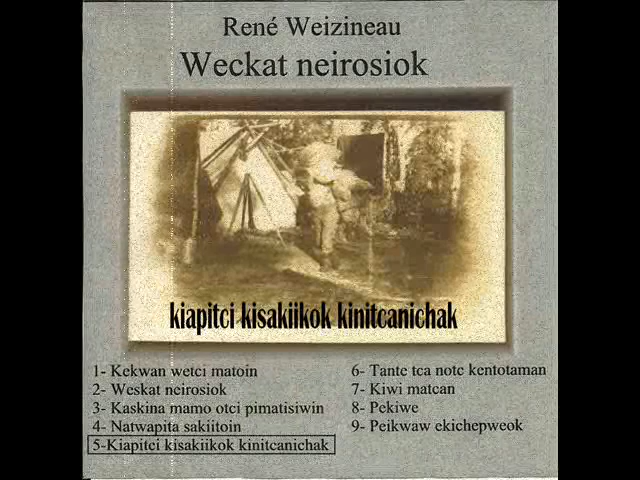 René Weizineau
Weckat neirosiok
kiapitci kisakiikok kinitcanichak
1- Kekwan wetci matoin
2- Weskat neirosiok
3- Kaskina mamo otci pimatisiwin
4- Natwapita sakiitoin
5-Kiapitci kisakiikok kinitcanichak
6- Tante tca notc kentotaman
7- Kiwi matcan
8- Pekiwe
9- Peikwaw ekichepweok